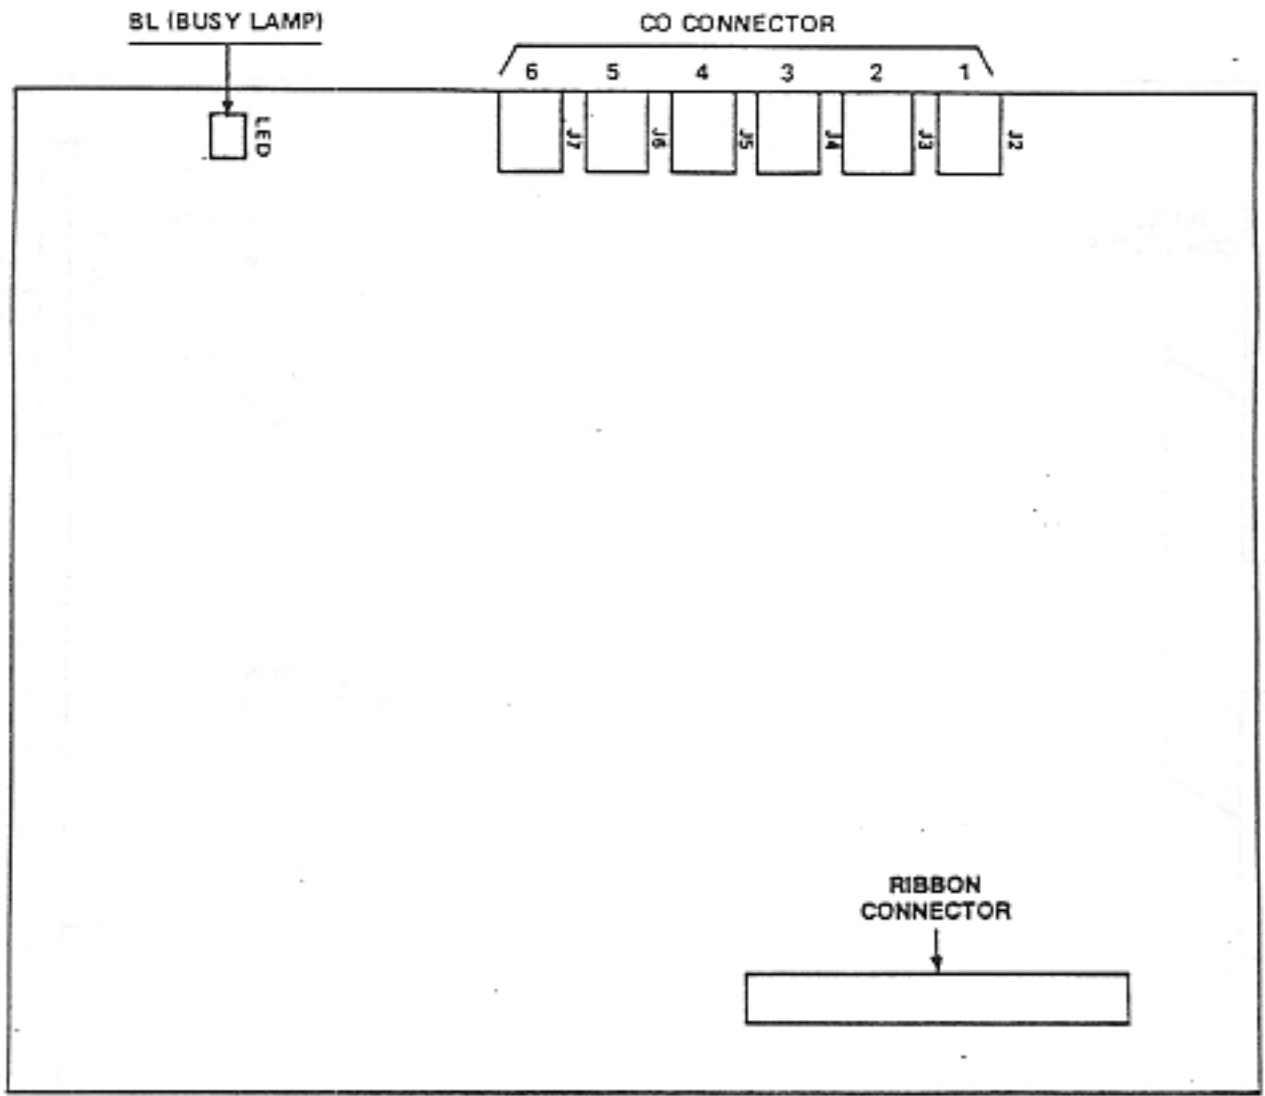 BL (BUSY LAMP)
CO CONNECTOR
6 5 4 3 2 1
LED
J7 J6 J5 J4 J3 J2
RIBBON
CONNECTOR